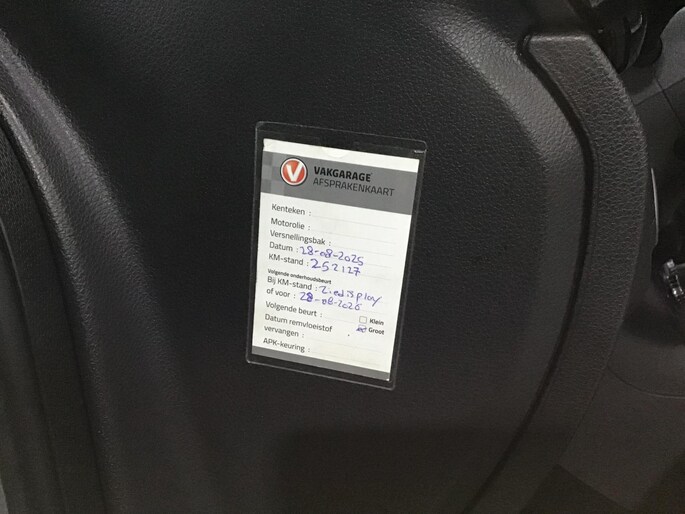 V VAKGARAGE
AFSPRAKENKAART
Kenteken :
Motorolie :
Versnellingsbak :
Datum : 28-08-2025
KM-stand : 252127
Volgende onderhoudsbeurt
Bij KM-stand : Ziedisplay
of voor : 28-08-2026
Volgende beurt : Klein
Groot
Datum remvloeistof
vervangen :
APK-keuring :